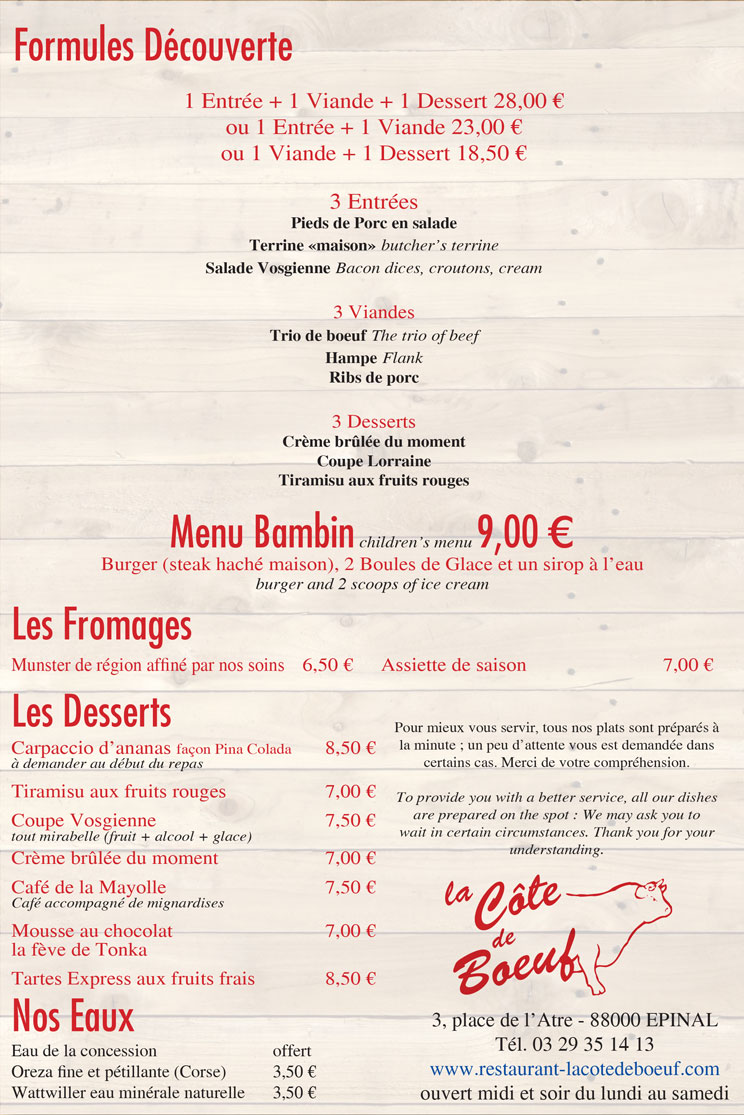 Formules Découverte
1 Entrée + 1 Viande + 1 Dessert 28,00 €
ou 1 Entrée + 1 Viande 23,00 €
ou 1 Viande + 1 Dessert 18,50 €
3 Entrées
Pieds de Porc en salade
Terrine «maison» butcher's terrine
Salade Vosgienne Bacon dices, croutons, cream
3 Viandes
Trio de boeuf The trio of beef
Hampe Flank
Ribs de porc
3 Desserts
Crème brûlée du moment
Coupe Lorraine
Tiramisu aux fruits rouges
Menu Bambin children's menu 9,00 €
Burger (steak haché maison), 2 Boules de Glace et un sirop à l'eau
burger and 2 scoops of ice cream
Les Fromages
Munster de région affiné par nos soins 6,50 € Assiette de saison 7,00 €
Les Desserts
Carpaccio d'ananas façon Pina Colada 8,50 €
à demander au début du repas
Tiramisu aux fruits rouges 7,00 €
Coupe Vosgienne 7,50 €
tout mirabelle (fruit + alcool + glace)
Crème brûlée du moment 7,00 €
Café de la Mayolle 7,50 €
Café accompagné de mignardises
Mousse au chocolat 7,00 €
la fève de Tonka
Tartes Express aux fruits frais 8,50 €
Nos Eaux
Eau de la concession offert
Oreza fine et pétillante (Corse) 3,50 €
Wattwiller eau minérale naturelle 3,50 €
Pour mieux vous servir, tous nos plats sont préparés à
la minute ; un peu d'attente vous est demandée dans
certains cas. Merci de votre compréhension.
To provide you with a better service, all our dishes
are prepared on the spot : We may ask you to
wait in certain circumstances. Thank you for your
understanding.
la Côte
de
Boeuf
3, place de l'Atre - 88000 EPINAL
Tél. 03 29 35 14 13
www.restaurant-lacotedeboeuf.com
ouvert midi et soir du lundi au samedi